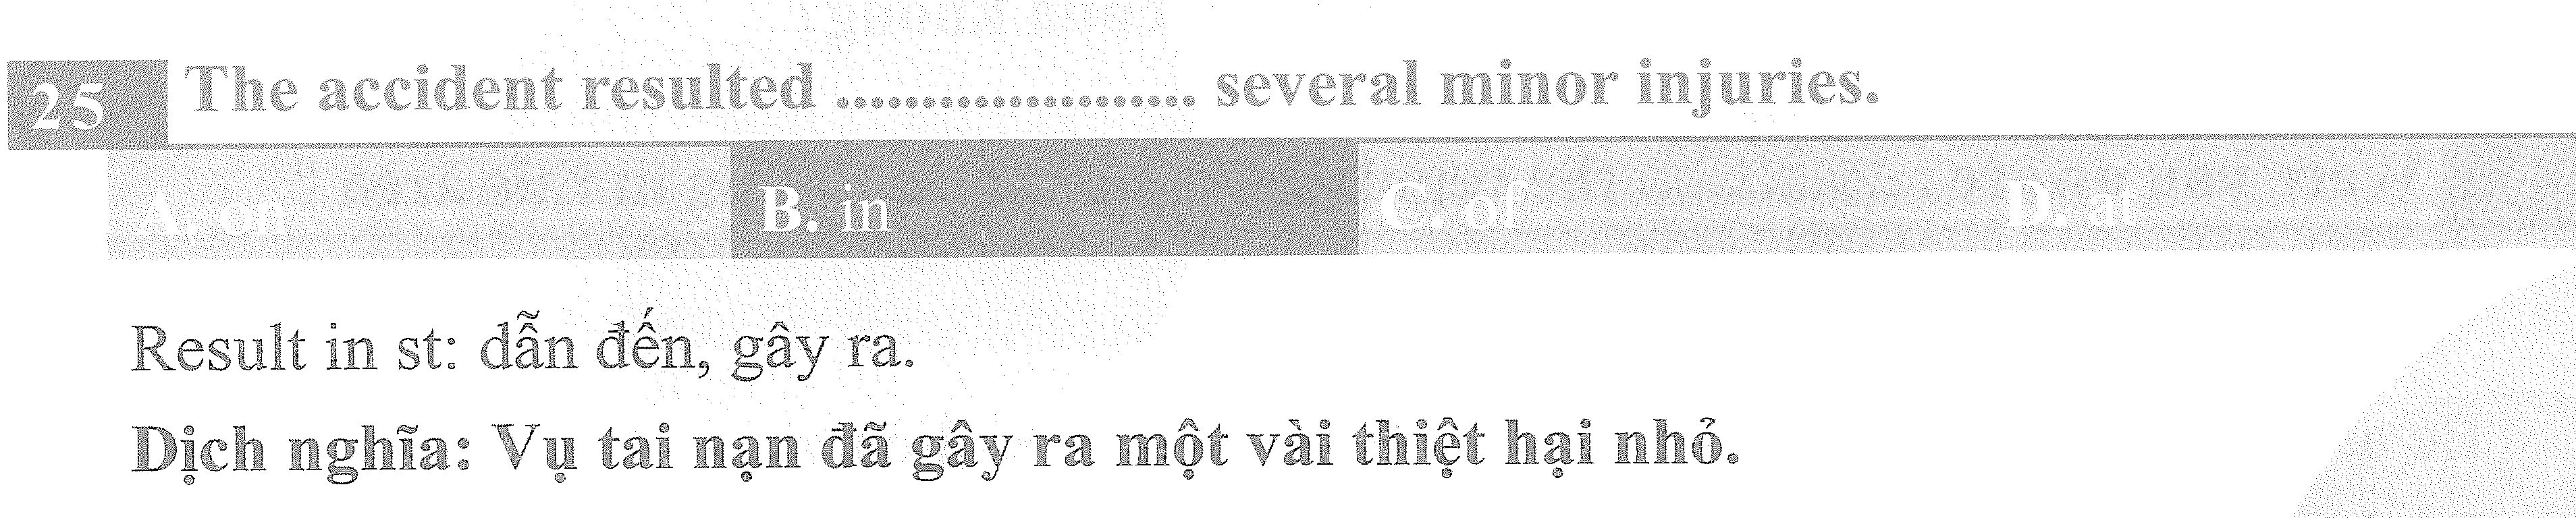 25 The accident resulted .................... several minor injuries.
A. on B. in C. of D. at
Result in st: dẫn đến, gây ra.
Dịch nghĩa: Vụ tai nạn đã gây ra một vài thiệt hại nhỏ.